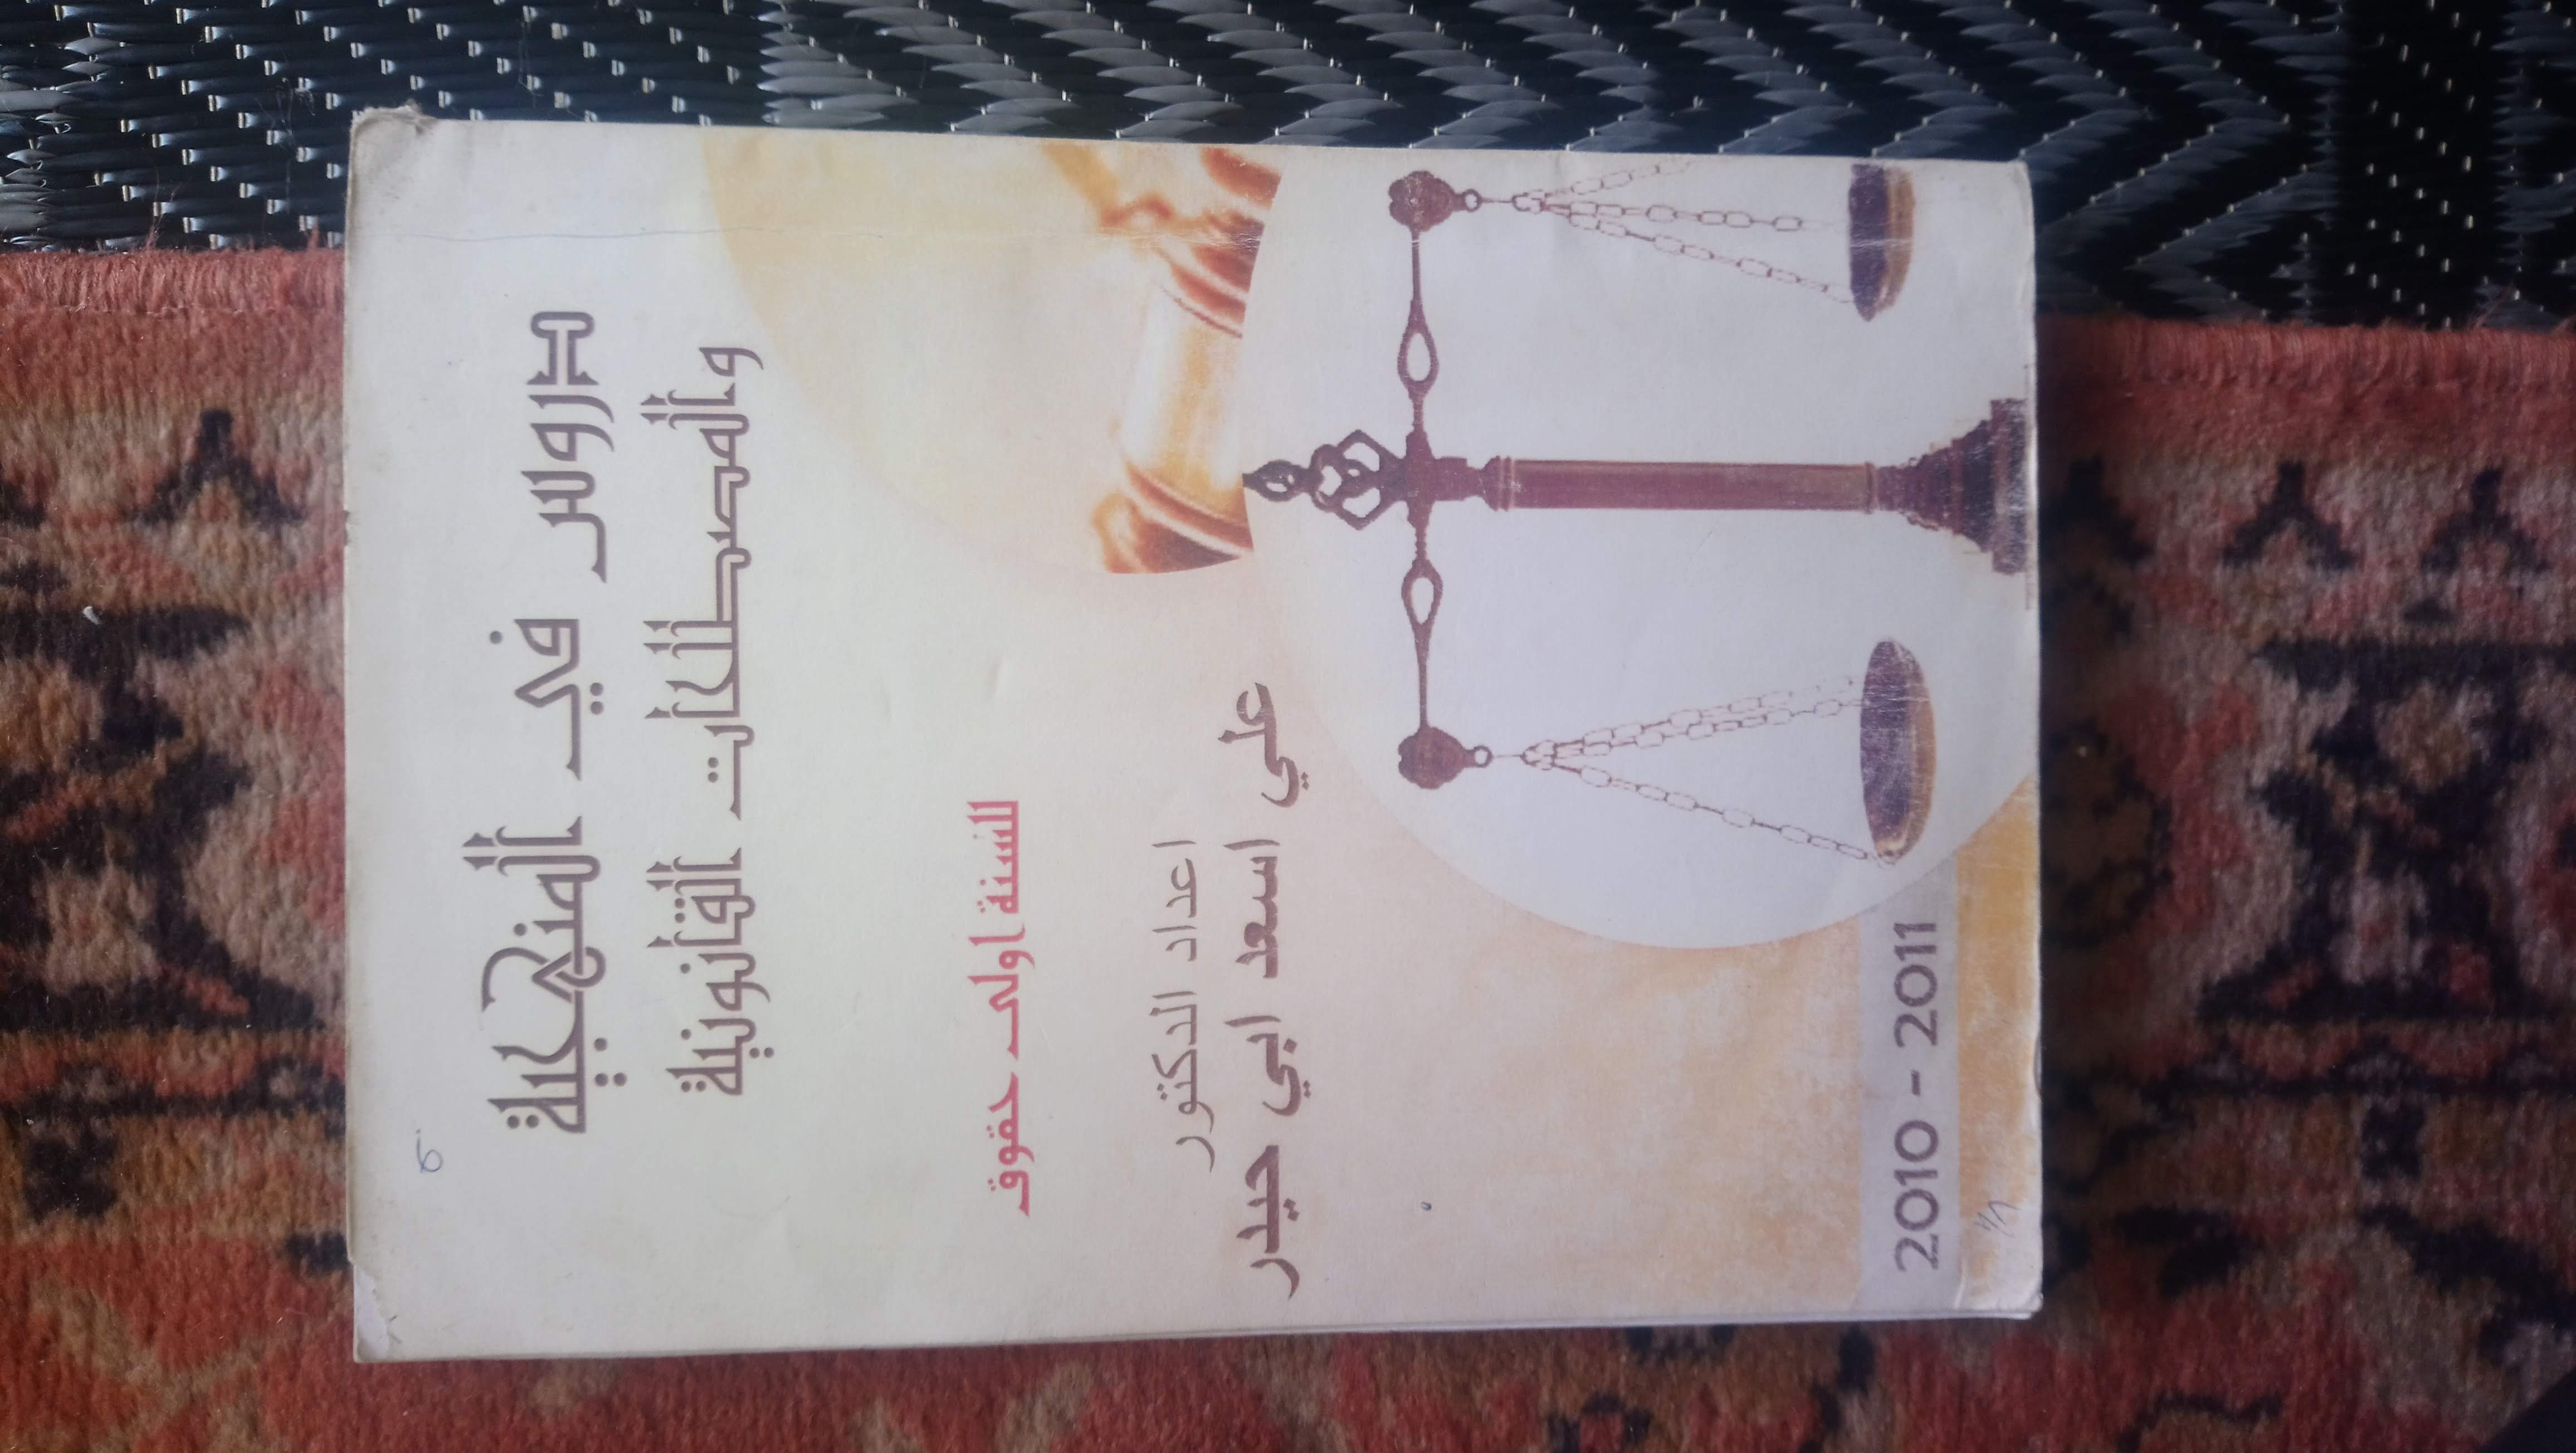 دروس في المنهجية
والمصطلحات القانونية
للسنة اولى حقوق
اعداد الدكتور
علي اسعد ابي حيدر
2010 - 2011